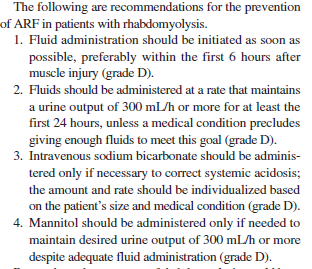 The following are recommendations for the prevention
of ARF in patients with rhabdomyolysis.
1. Fluid administration should be initiated as soon as
possible, preferably within the first 6 hours after
muscle injury (grade D).
2. Fluids should be administered at a rate that maintains
a urine output of 300 mL/h or more for at least the
first 24 hours, unless a medical condition precludes
giving enough fluids to meet this goal (grade D).
3. Intravenous sodium bicarbonate should be adminis-
tered only if necessary to correct systemic acidosis;
the amount and rate should be individualized based
on the patient's size and medical condition (grade D).
4. Mannitol should be administered only if needed to
maintain desired urine output of 300 mL/h or more
despite adequate fluid administration (grade D).